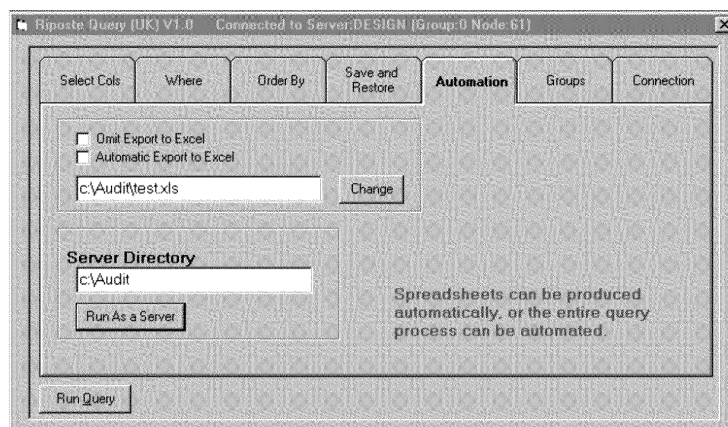 Riposte Query (UK) V1.0 Connected to Server:DESIGN (Group:0 Node:61)
Select Cols
Where
Order By
Save and
Restore
Automation
Groups
Connection
Omit Export to Excel
Automatic Export to Excel
c:\Audit\test.xls
Change
Server Directory
c:\Audit
Run As a Server
Spreadsheets can be produced
automatically, or the entire query
process can be automated.
Run Query